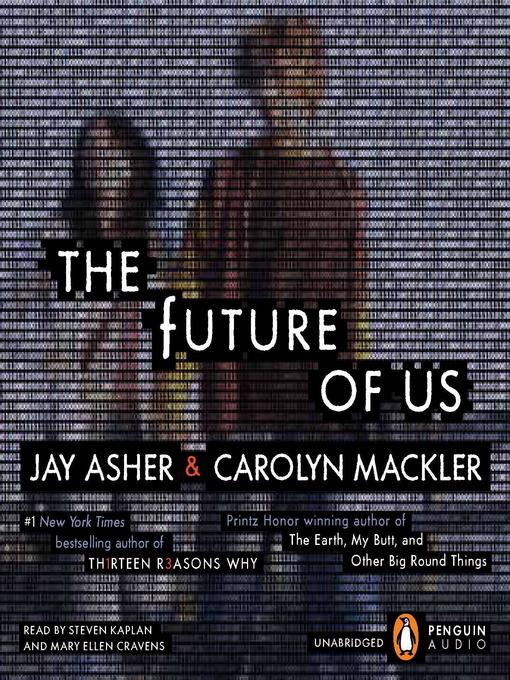 THE
fUTURE
OF US
JAY ASHER & CAROLYN MACKLER
#1 New York Times
bestselling author of
TH1RTEEN R3ASONS WHY
Printz Honor winning author of
The Earth, My Butt, and
Other Big Round Things
READ BY STEVEN KAPLAN
AND MARY ELLEN CRAVENS
UNABRIDGED
PENGUIN
AUDIO